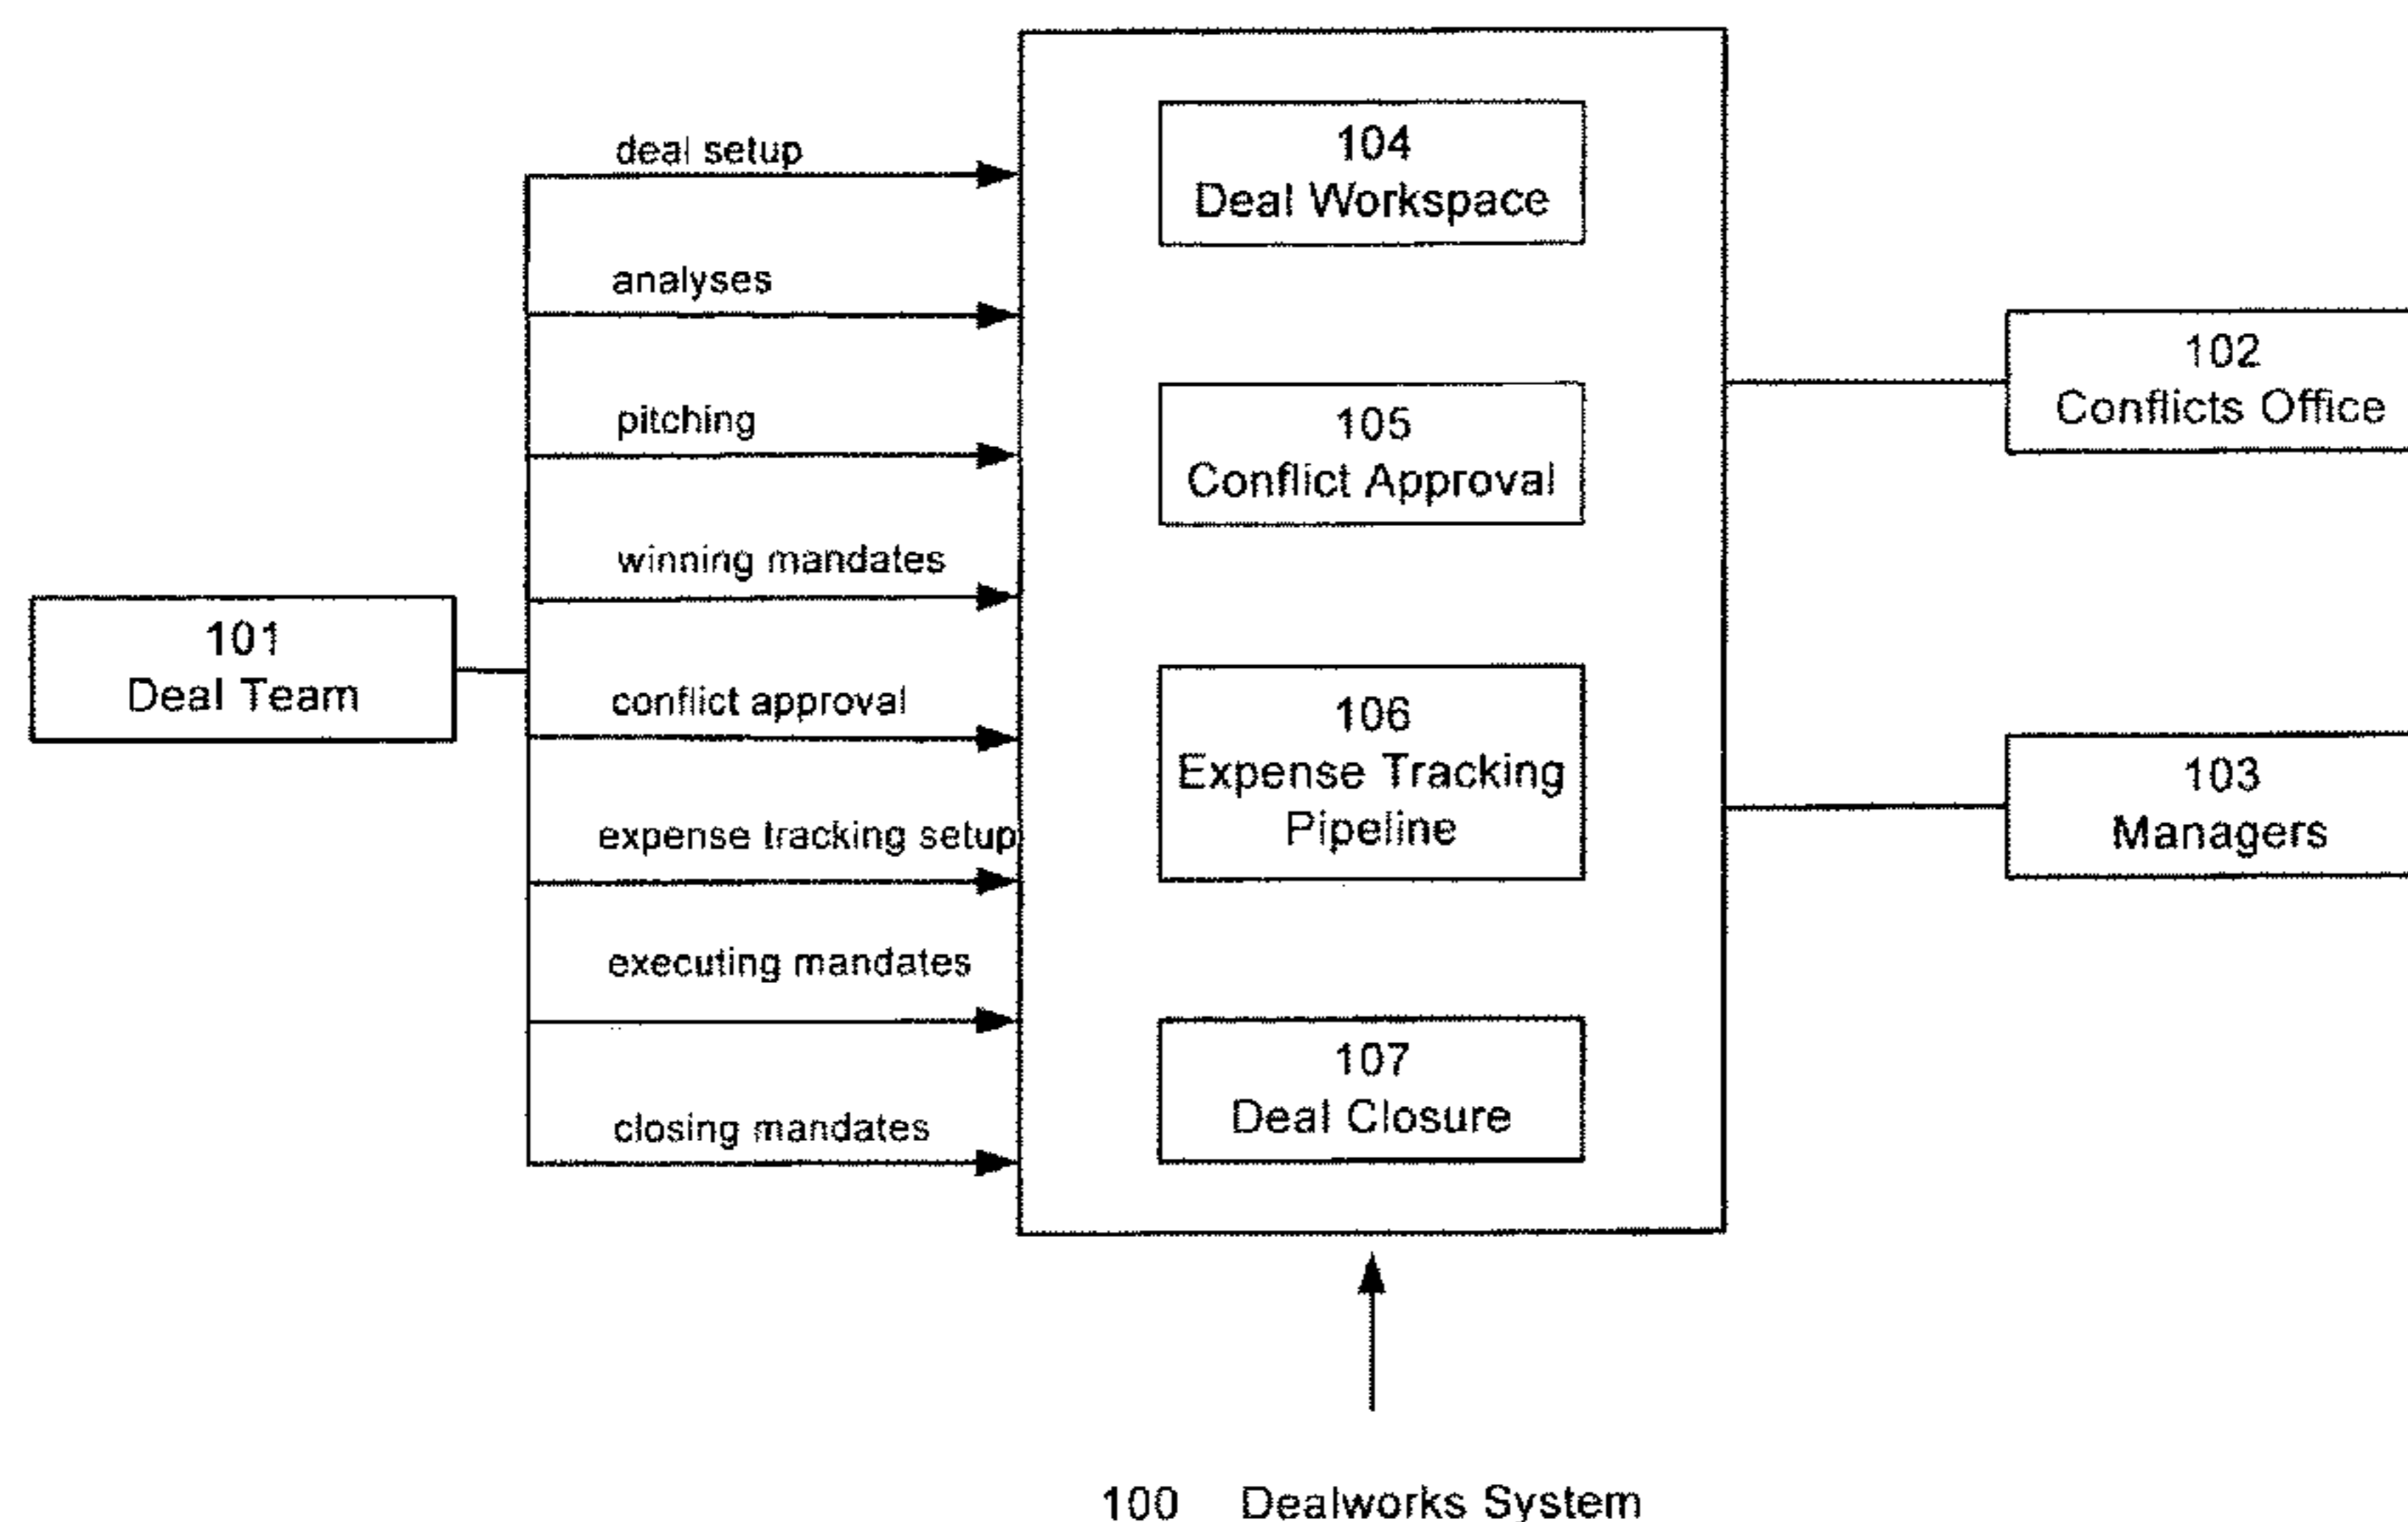 deal setup
analyses
pitching
winning mandates
conflict approval
expense tracking setup
executing mandates
closing mandates
101
Deal Team
104
Deal Workspace
105
Conflict Approval
106
Expense Tracking
Pipeline
107
Deal Closure
102
Conflicts Office
103
Managers
100 Dealworks System